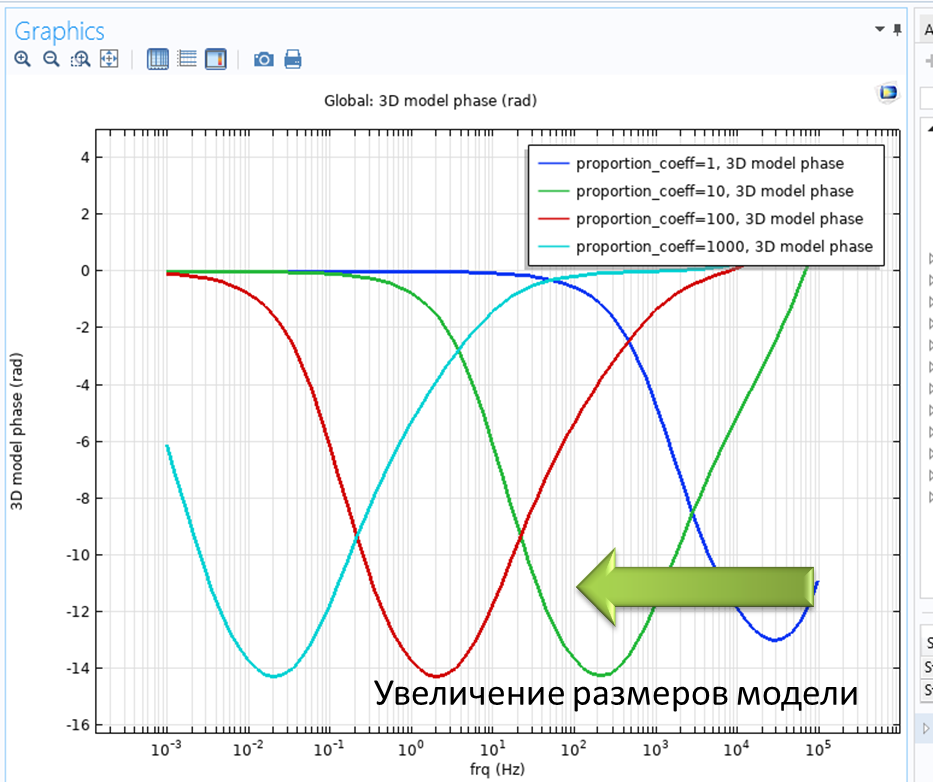 Graphics
Global: 3D model phase (rad)
proportion_coeff=1, 3D model phase
proportion_coeff=10, 3D model phase
proportion_coeff=100, 3D model phase
proportion_coeff=1000, 3D model phase
4
2
0
-2
-4
-6
-8
-10
-12
-14
-16
3D model phase (rad)
Увеличение размеров модели
10⁻³ 10⁻² 10⁻¹ 10⁰ 10¹ 10² 10³ 10⁴ 10⁵
frq (Hz)
A
S
St
St